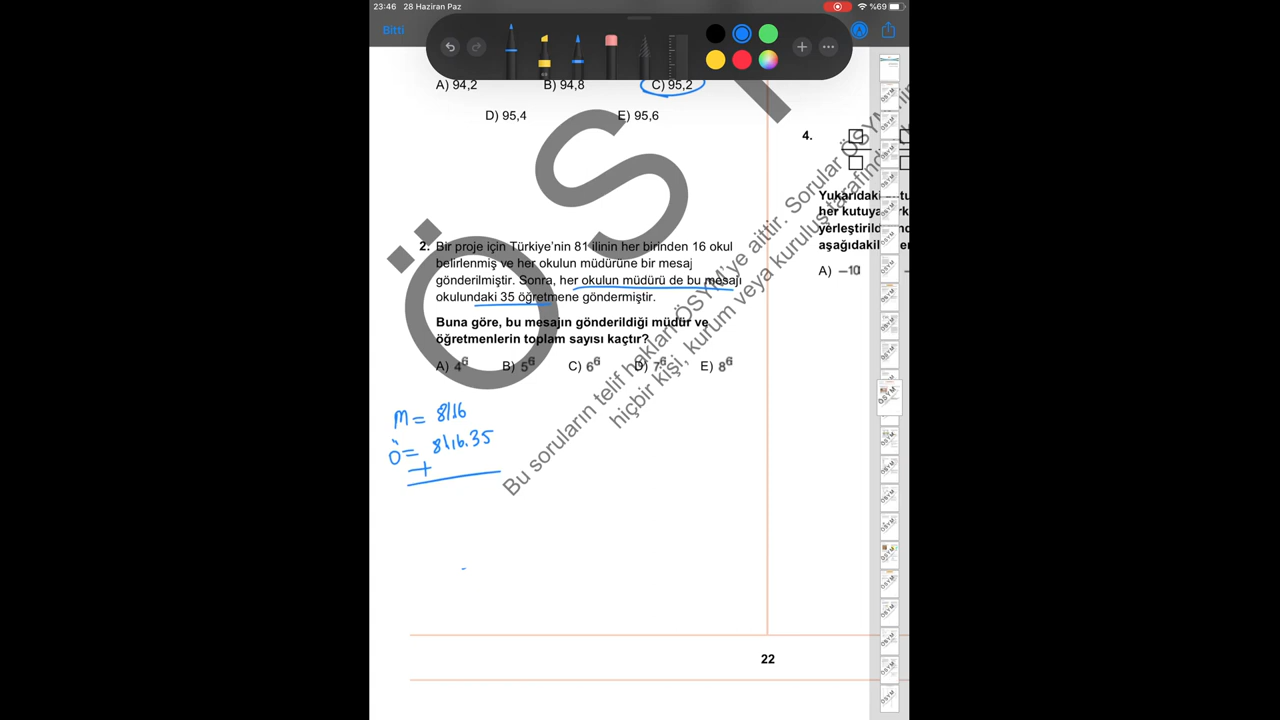 23:46 28 Haziran Paz %69
Bitti
A) 94,2 B) 94,8 C) 95,2
D) 95,4 E) 95,6
2. Bir proje için Türkiye'nin 81 ilinin her birinden 16 okul
belirlenmiş ve her okulun müdürüne bir mesaj
gönderilmiştir. Sonra, her okulun müdürü de bu mesajı
okulundaki 35 öğretmene göndermiştir.
Buna göre, bu mesajın gönderildiği müdür ve
öğretmenlerin toplam sayısı kaçtır?
A) 4⁶ B) 5⁶ C) 6⁶ D) 7⁶ E) 8⁶
M = 81.16
Ö = 81.16.35
+
4.
Yukarıdaki
her kutuya
yerleştirild
aşağıdakil
A) −10
ÖSY
Bu soruların telif hakları ÖSYM'ye aittir. Sorular ÖSYM
hiçbir kişi, kurum veya kuruluş tarafınd
22